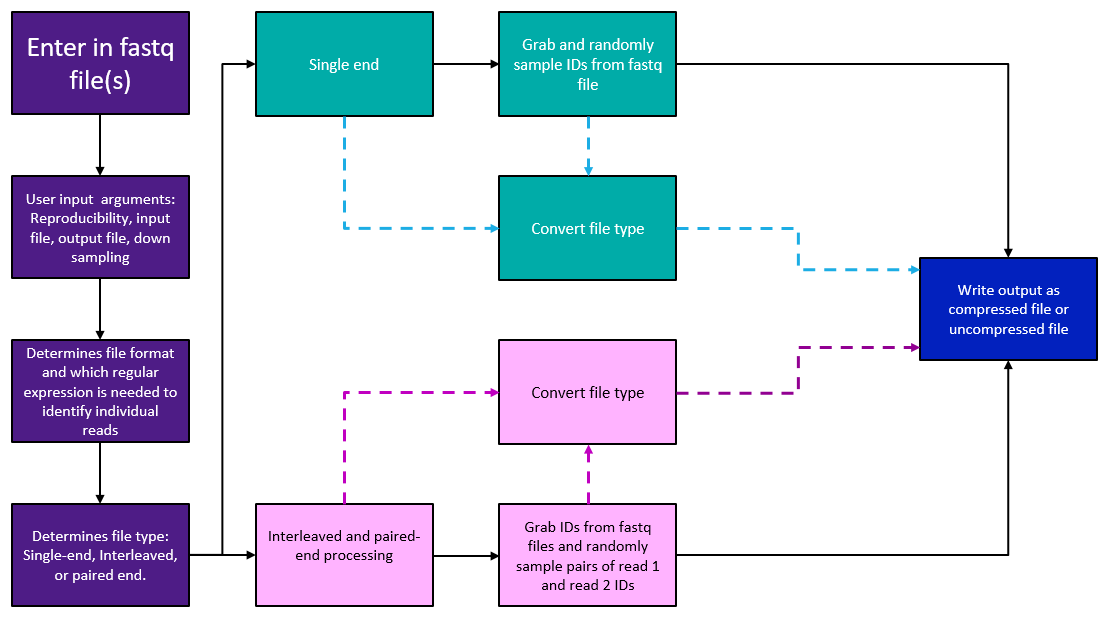 Enter in fastq
file(s)
User input  arguments:
Reproducibility, input
file, output file, down
sampling
Determines file format
and which regular
expression is needed to
identify individual
reads
Determines file type:
Single-end, Interleaved,
or paired end.
Single end
Grab and randomly
sample IDs from fastq
file
Convert file type
Convert file type
Interleaved and paired-
end processing
Grab IDs from fastq
files and randomly
sample pairs of read 1
and read 2 IDs
Write output as
compressed file or
uncompressed file